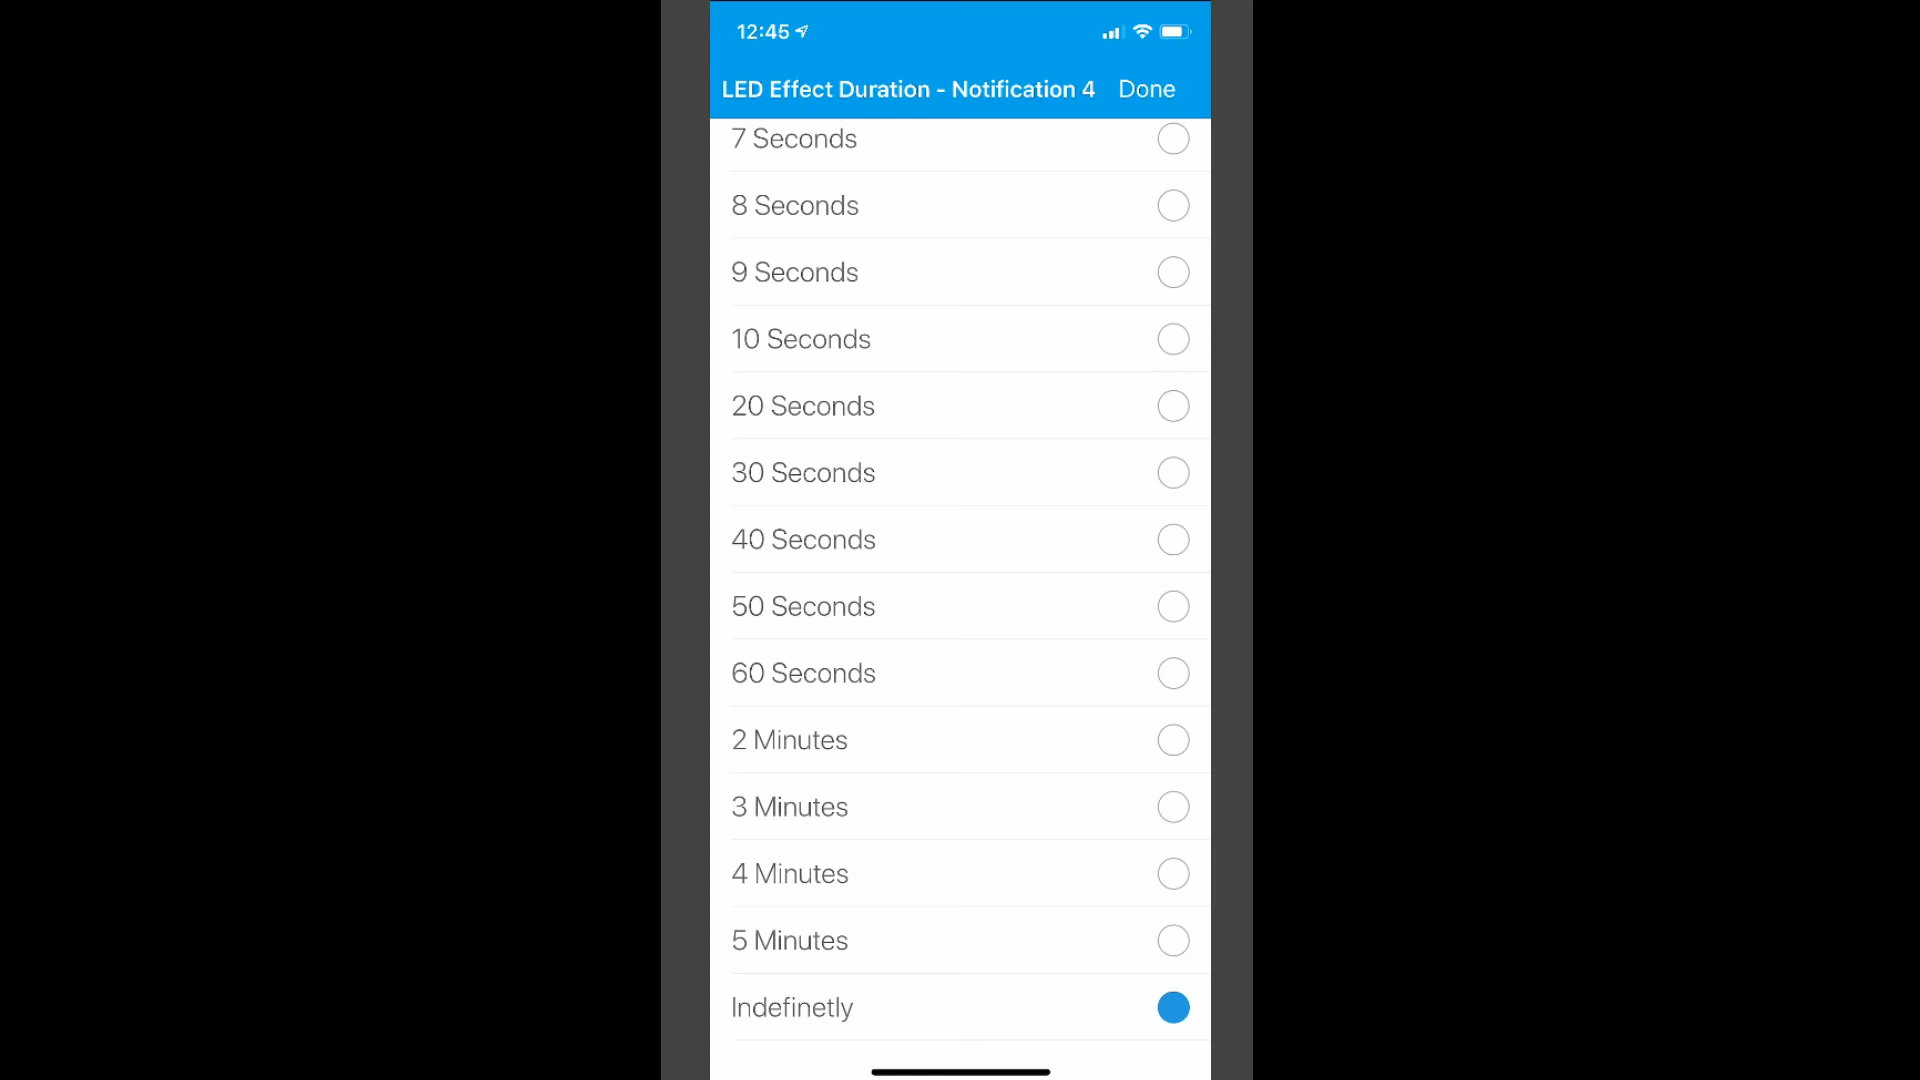 12:45
LED Effect Duration - Notification 4 Done
7 Seconds
8 Seconds
9 Seconds
10 Seconds
20 Seconds
30 Seconds
40 Seconds
50 Seconds
60 Seconds
2 Minutes
3 Minutes
4 Minutes
5 Minutes
Indefinetly